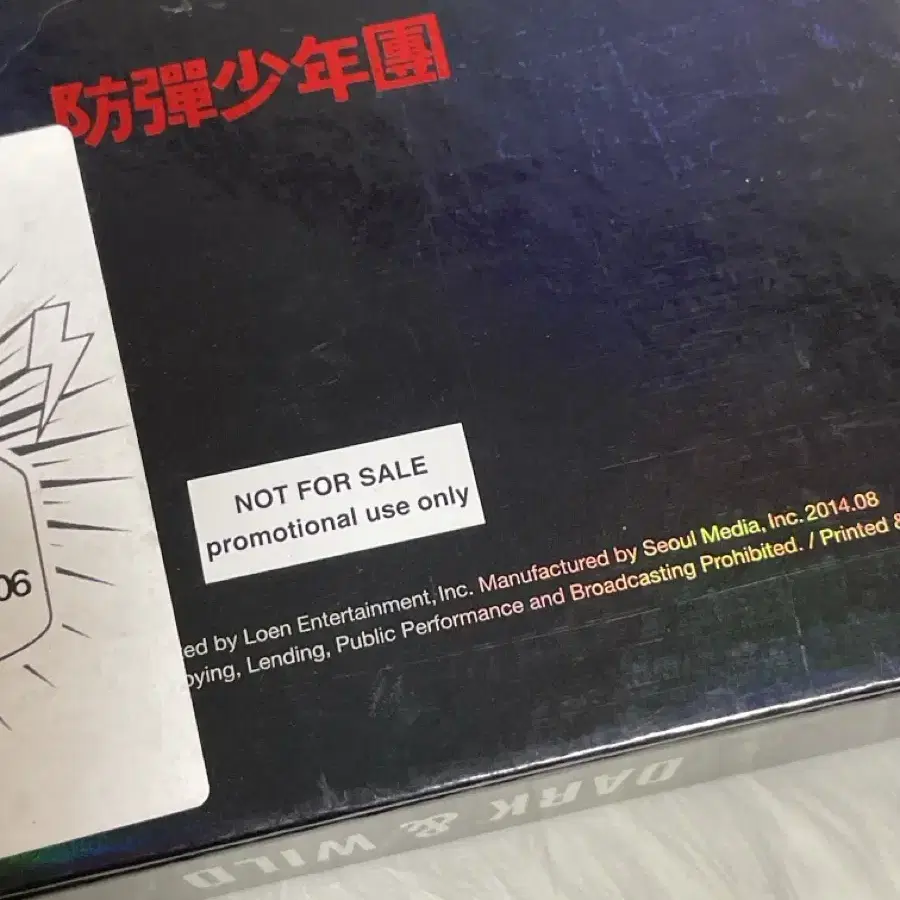 防彈少年團
NOT FOR SALE
promotional use only
06
ed by Loen Entertainment, Inc. Manufactured by Seoul Media, Inc. 2014.08
ying, Lending, Public Performance and Broadcasting Prohibited. / Printed &
DARK & WILD